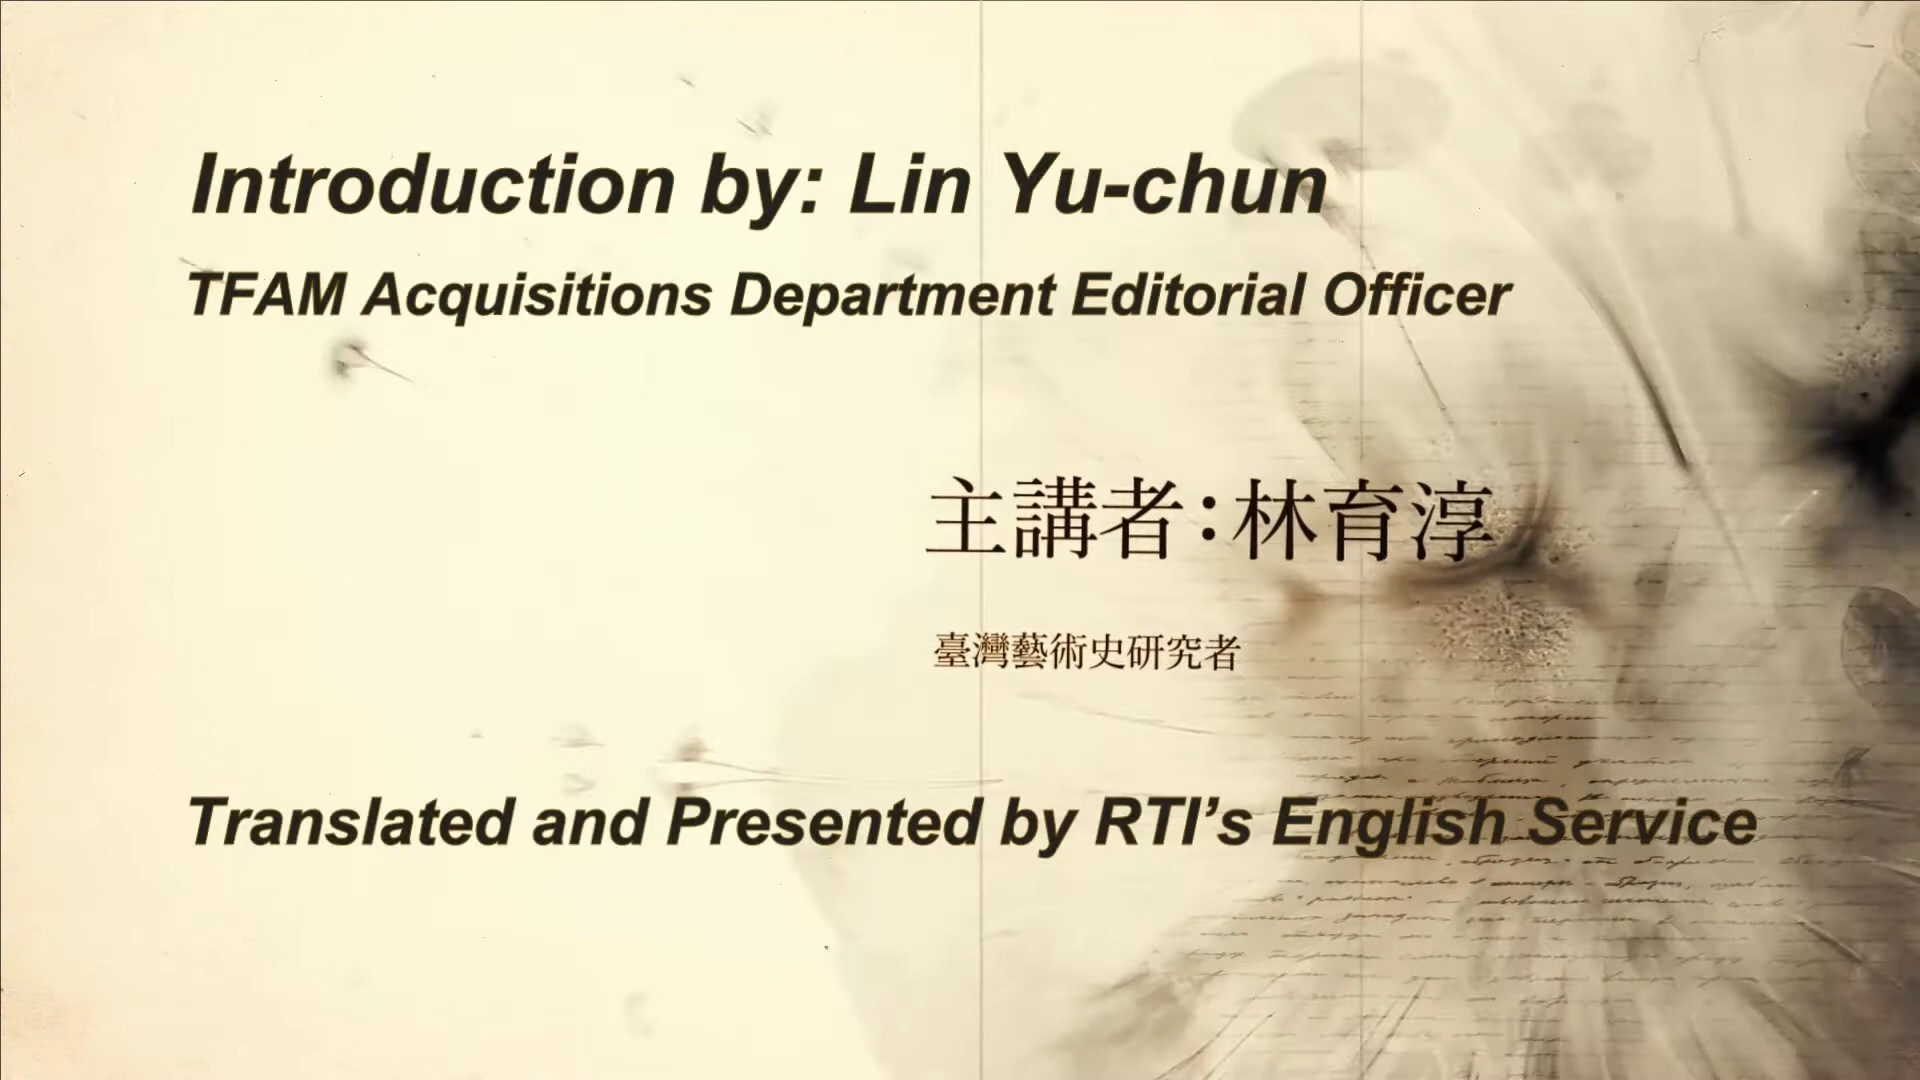 Introduction by: Lin Yu-chun
TFAM Acquisitions Department Editorial Officer
主講者：林育淳
臺灣藝術史研究者
Translated and Presented by RTI’s English Service